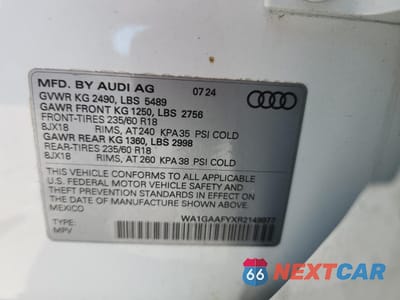 MFD. BY AUDI AG 07 24
GVWR KG 2490, LBS 5489
GAWR FRONT KG 1250, LBS 2756
FRONT-TIRES 235/60 R18
8JX18 RIMS, AT 240 KPA 35 PSI COLD
GAWR REAR KG 1360, LBS 2998
REAR-TIRES 235/60 R18
8JX18 RIMS, AT 260 KPA 38 PSI COLD
THIS VEHICLE CONFORMS TO ALL APPLICABLE
U.S. FEDERAL MOTOR VEHICLE SAFETY AND
THEFT PREVENTION STANDARDS IN EFFECT ON
THE DATE OF MANUFACTURE SHOWN ABOVE.
MEXICO
TYPE:
MPV
66 NEXTCAR